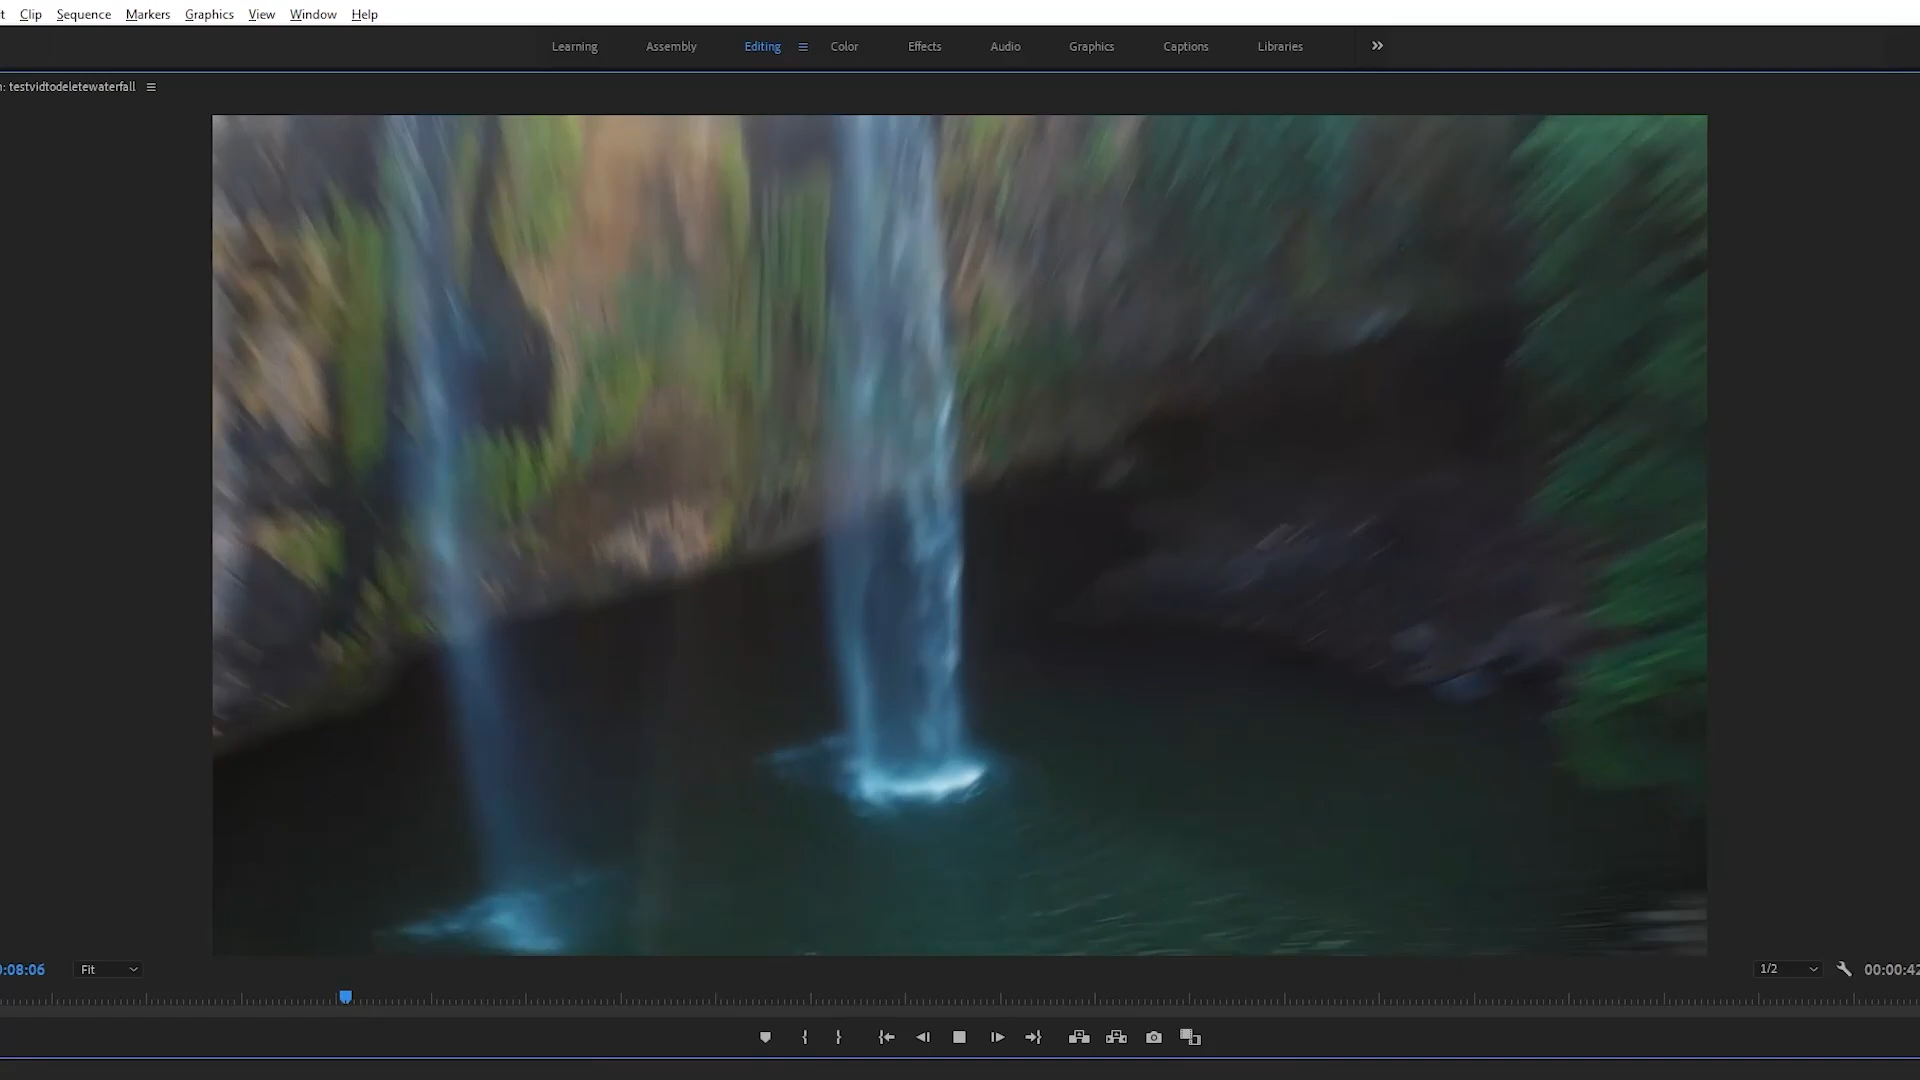 t Clip Sequence Markers Graphics View Window Help
Learning Assembly Editing Color Effects Audio Graphics Captions Libraries
: testvidtodeletewaterfall
:08:06 Fit 1/2 00:00:42